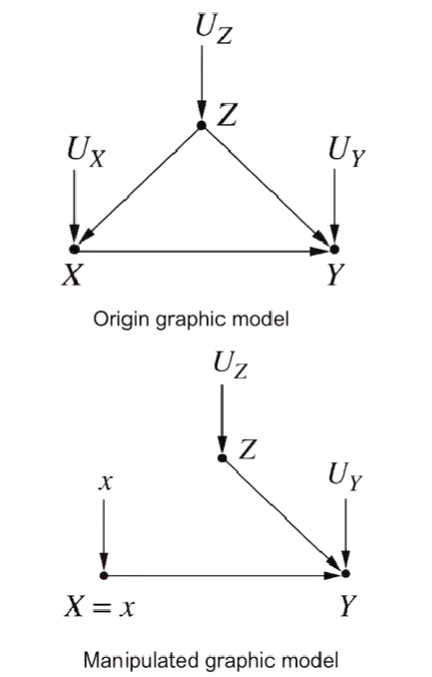 U_Z
Z
U_X U_Y
X Y
Origin graphic model
U_Z
Z
x U_Y
X = x Y
Manipulated graphic model